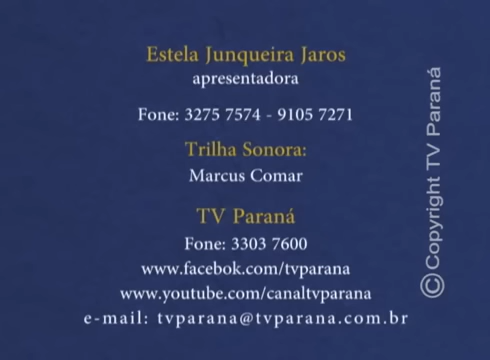 Estela Junqueira Jaros
apresentadora
Fone: 3275 7574 - 9105 7271
Trilha Sonora:
Marcus Comar
TV Paraná
Fone: 3303 7600
www.facebok.com/tvparana
www.youtube.com/canaltvparana
e-mail: tvparana@tvparana.com.br
© Copyright TV Paraná